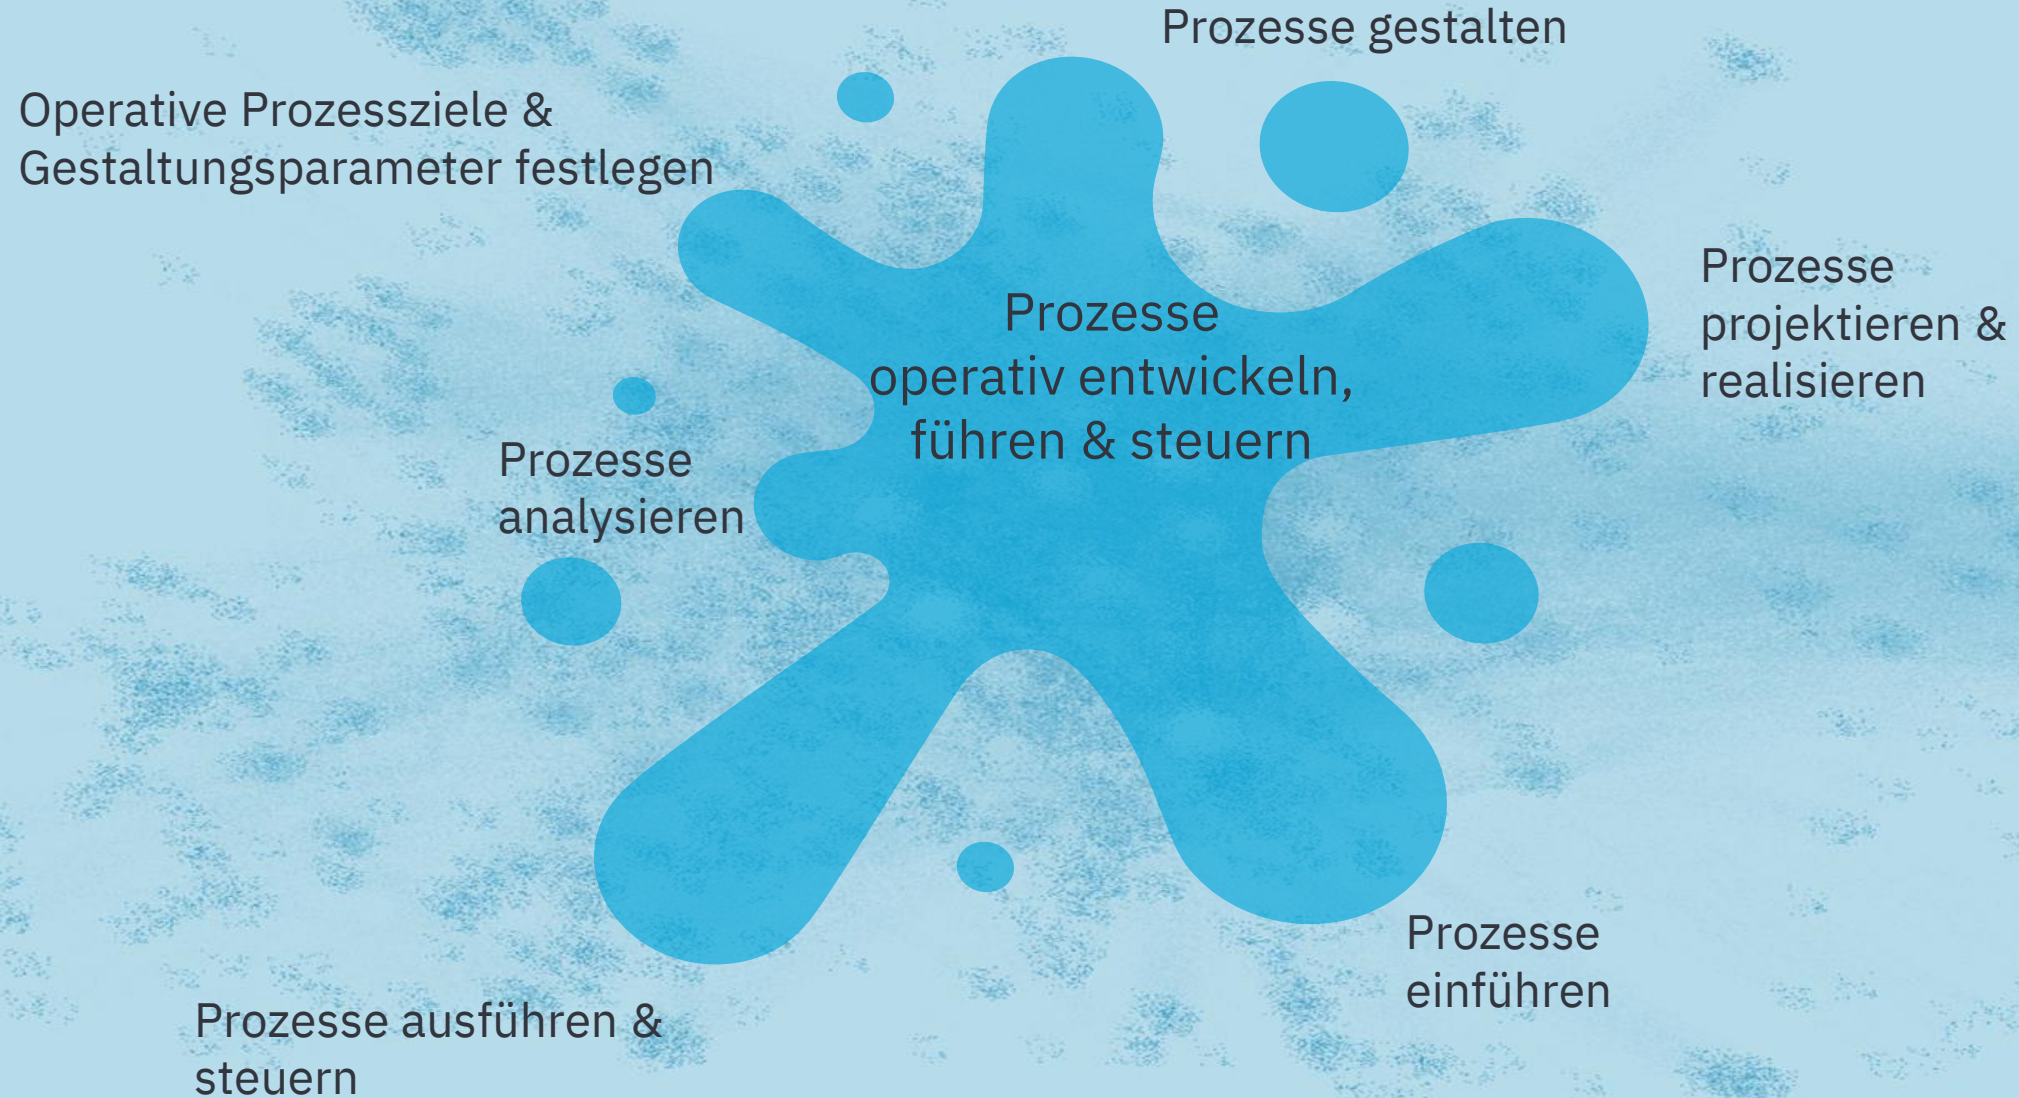 Prozesse gestalten
Operative Prozessziele &
Gestaltungsparameter festlegen
Prozesse
projektieren &
realisieren
Prozesse
operativ entwickeln,
führen & steuern
Prozesse
analysieren
Prozesse
einführen
Prozesse ausführen &
steuern